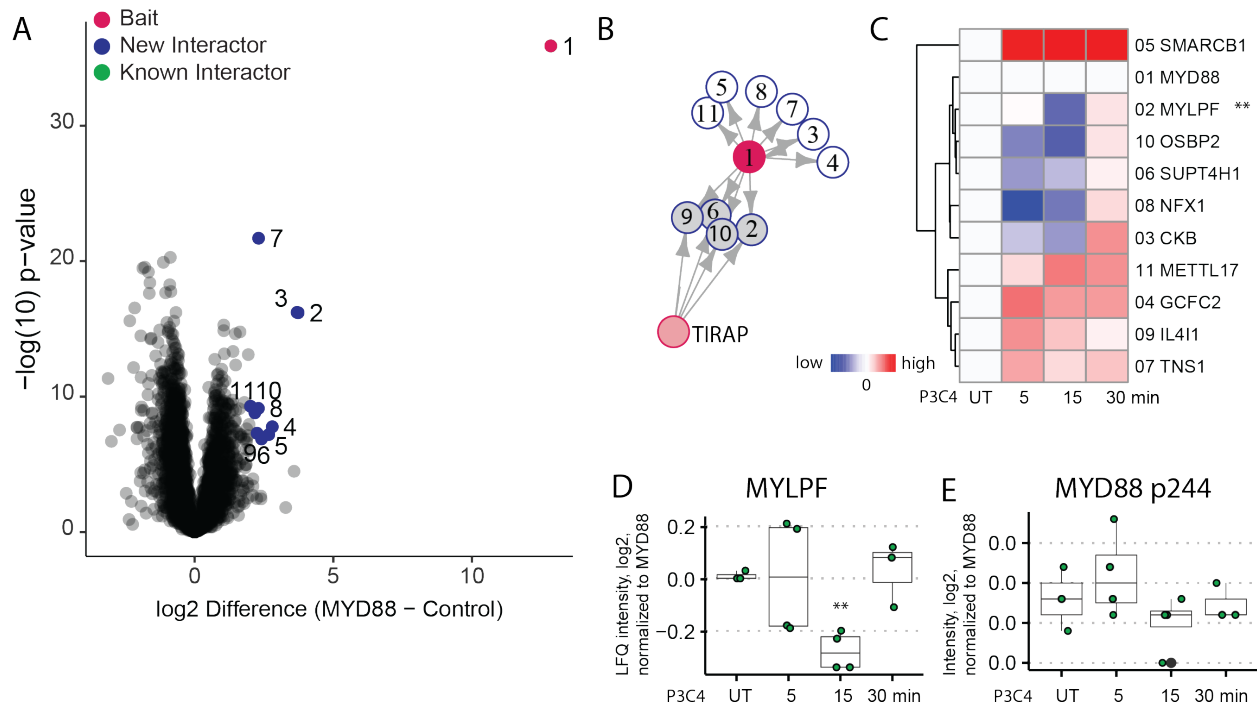 A
Bait
New Interactor
Known Interactor
−log(10) p−value
30
20
10
0
1
7
3
2
1110
8
4
5
96
0
5
10
log2 Difference (MYD88 − Control)
B
5
8
11
7
3
1
4
9
6
10
2
TIRAP
C
05 SMARCB1
01 MYD88
02 MYLPF **
10 OSBP2
06 SUPT4H1
08 NFX1
03 CKB
11 METTL17
04 GCFC2
09 IL4I1
07 TNS1
low
high
0
P3C4 UT 5 15 30 min
D
MYLPF
LFQ intensity, log2,
normalized to MYD88
0.2
0.0
−0.2
**
P3C4 UT 5 15 30 min
E
MYD88 p244
Intensity, log2,
normalized to MYD88
0.0
0.0
0.0
0.0
P3C4 UT 5 15 30 min